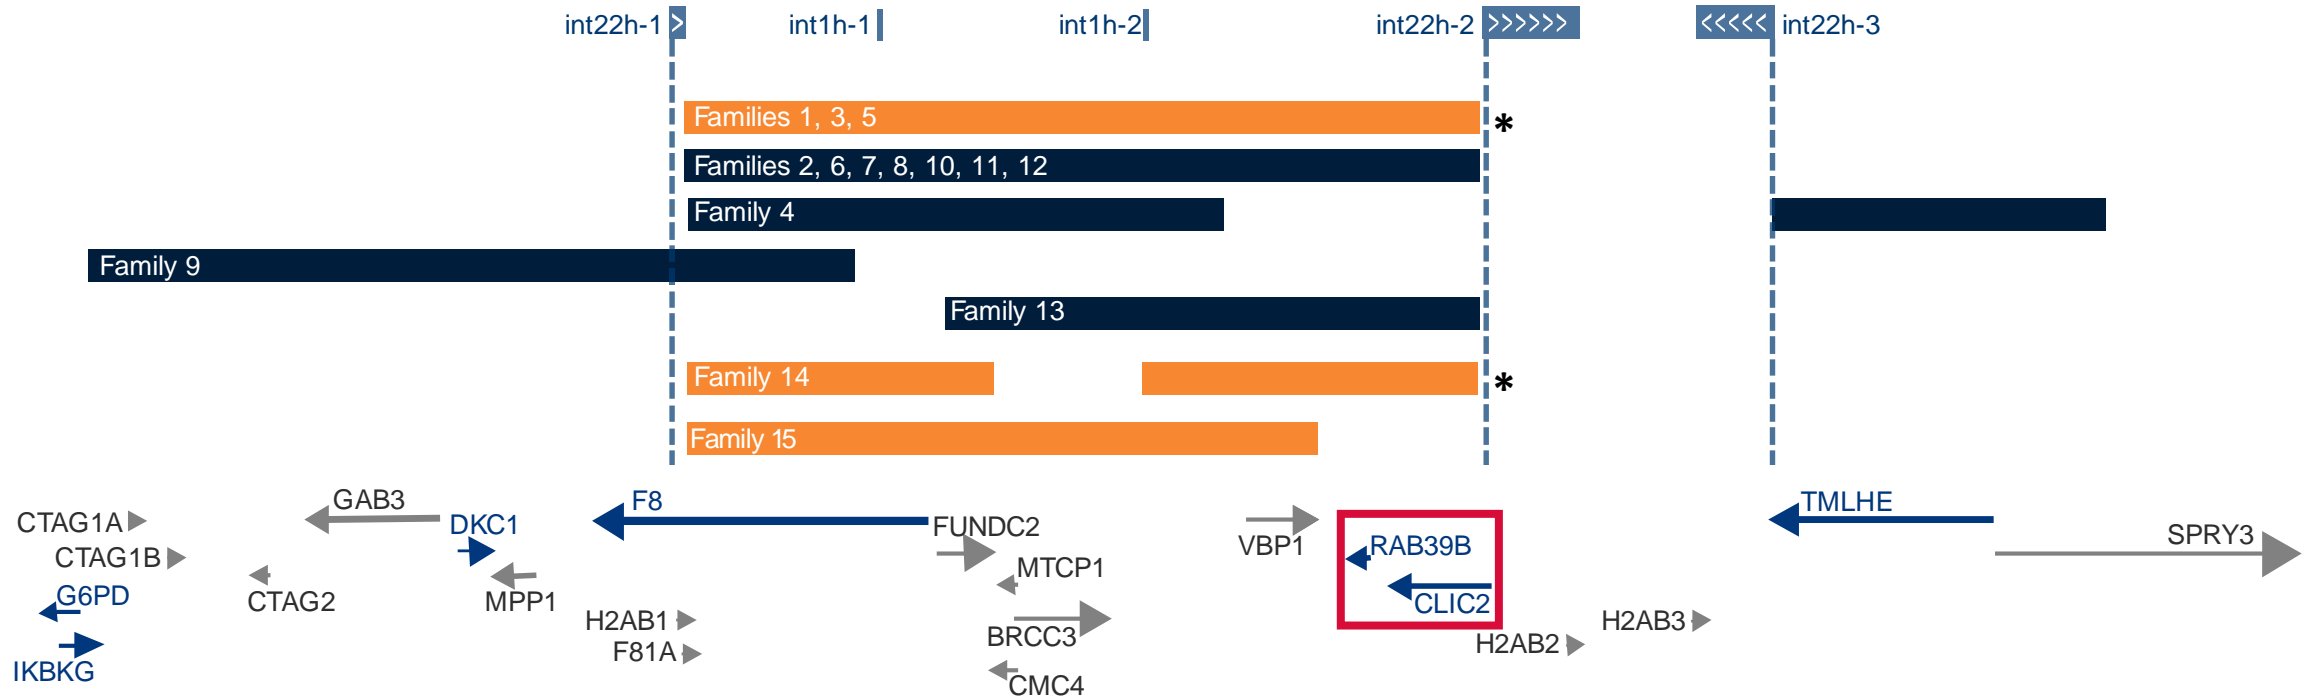 int22h-1 >
int1h-1
int1h-2
int22h-2 >>>>>>
<<<<< int22h-3
Families 1, 3, 5
*
Families 2, 6, 7, 8, 10, 11, 12
Family 4
Family 9
Family 13
Family 14
*
Family 15
CTAG1A
CTAG1B
G6PD
IKBKG
GAB3
CTAG2
DKC1
MPP1
F8
H2AB1
F81A
FUNDC2
MTCP1
BRCC3
CMC4
VBP1
RAB39B
CLIC2
H2AB2
H2AB3
TMLHE
SPRY3